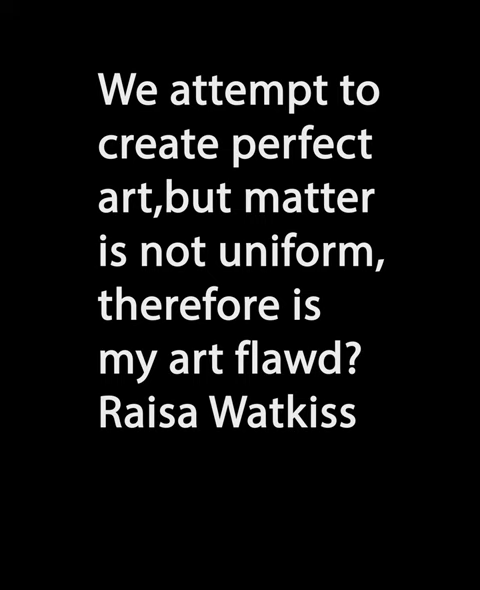 We attempt to
create perfect
art,but matter
is not uniform,
therefore is
my art flawd?
Raisa Watkiss